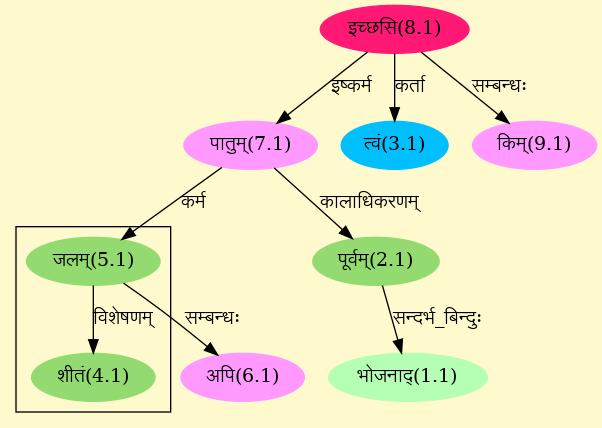 इच्छसि(8.1)
इष्कर्म कर्ता सम्बन्धः
पातुम्(7.1) त्वं(3.1) किम्(9.1)
कर्म कालाधिकरणम्
जलम्(5.1) पूर्वम्(2.1)
विशेषणम् सम्बन्धः सन्दर्भ_बिन्दुः
शीतं(4.1) अपि(6.1) भोजनाद्(1.1)